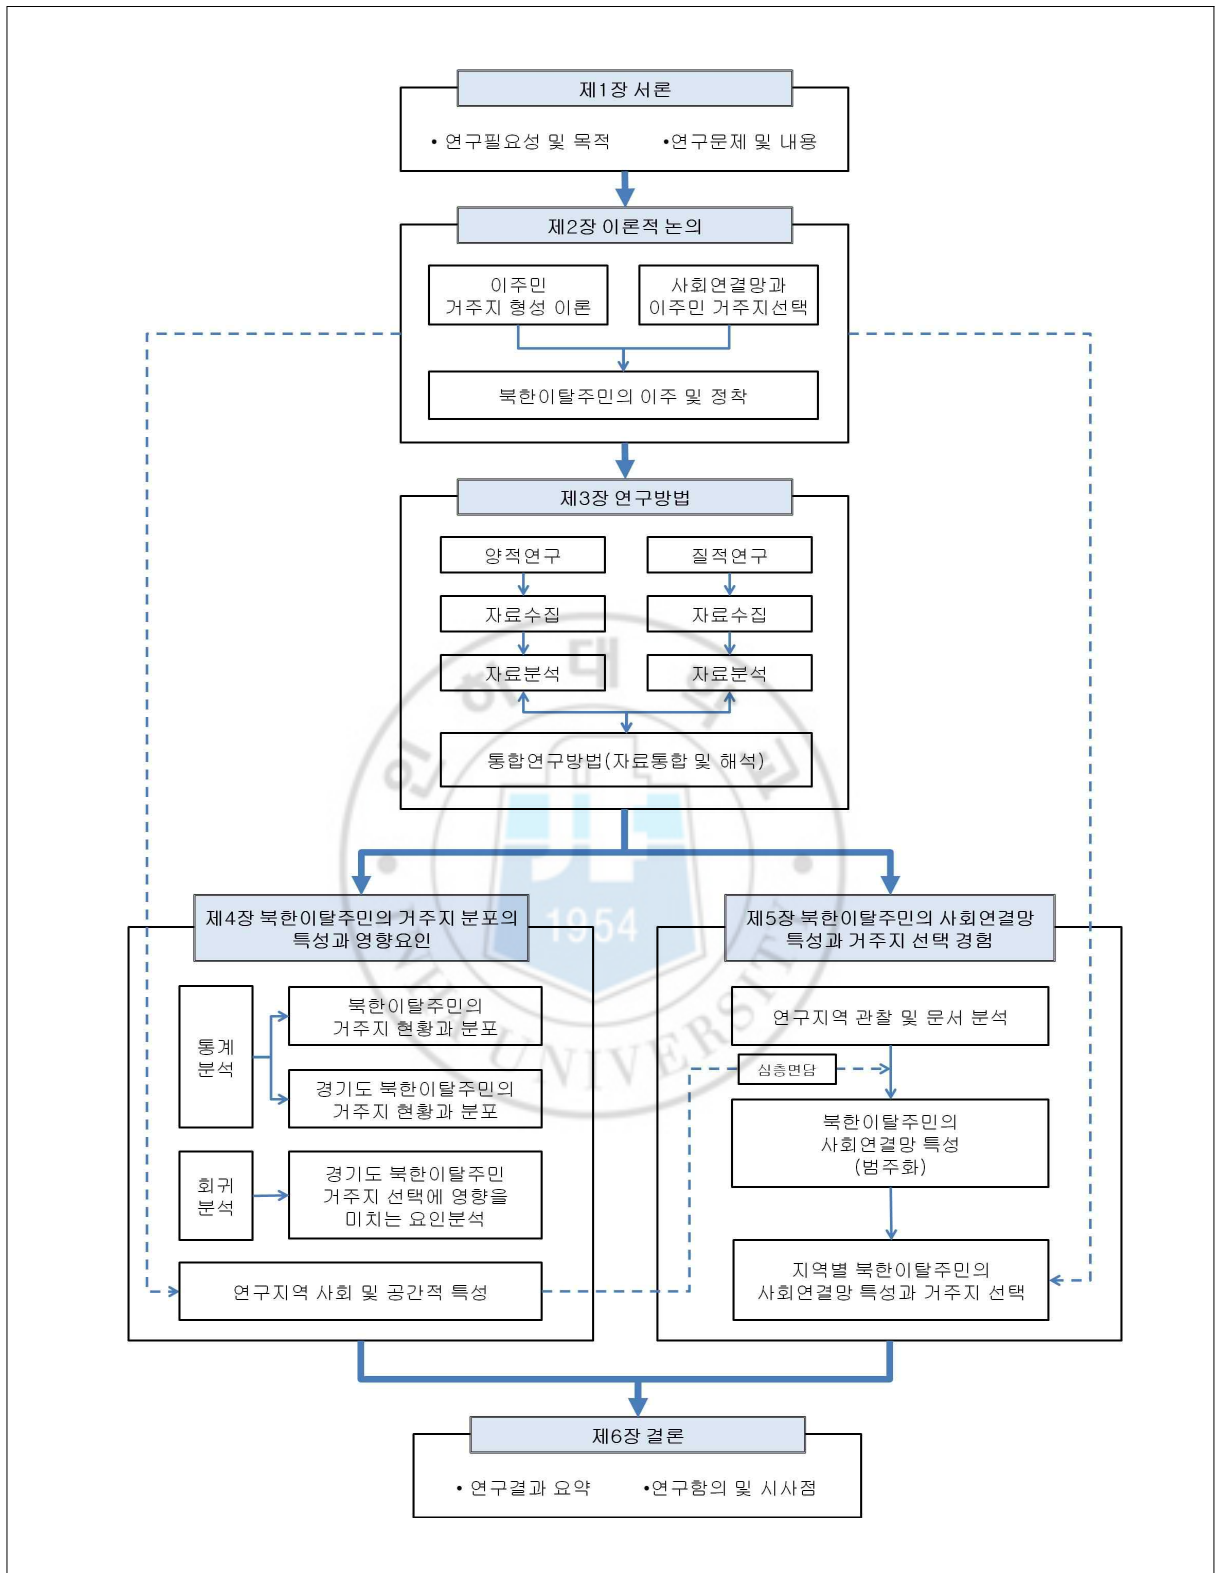 제1장 서론
• 연구필요성 및 목적
•연구문제 및 내용
제2장 이론적 논의
이주민
거주지 형성 이론
사회연결망과
이주민 거주지선택
북한이탈주민의 이주 및 정착
제3장 연구방법
양적연구
질적연구
자료수집
자료수집
자료분석
자료분석
통합연구방법(자료통합 및 해석)
인하대학교
1954
INHA UNIVERSITY
제4장 북한이탈주민의 거주지 분포의
특성과 영향요인
통계
분석
북한이탈주민의
거주지 현황과 분포
경기도 북한이탈주민의
거주지 현황과 분포
회귀
분석
경기도 북한이탈주민
거주지 선택에 영향을
미치는 요인분석
연구지역 사회 및 공간적 특성
제5장 북한이탈주민의 사회연결망
특성과 거주지 선택 경험
연구지역 관찰 및 문서 분석
심층면담
북한이탈주민의
사회연결망 특성
(범주화)
지역별 북한이탈주민의
사회연결망 특성과 거주지 선택
제6장 결론
• 연구결과 요약
•연구함의 및 시사점